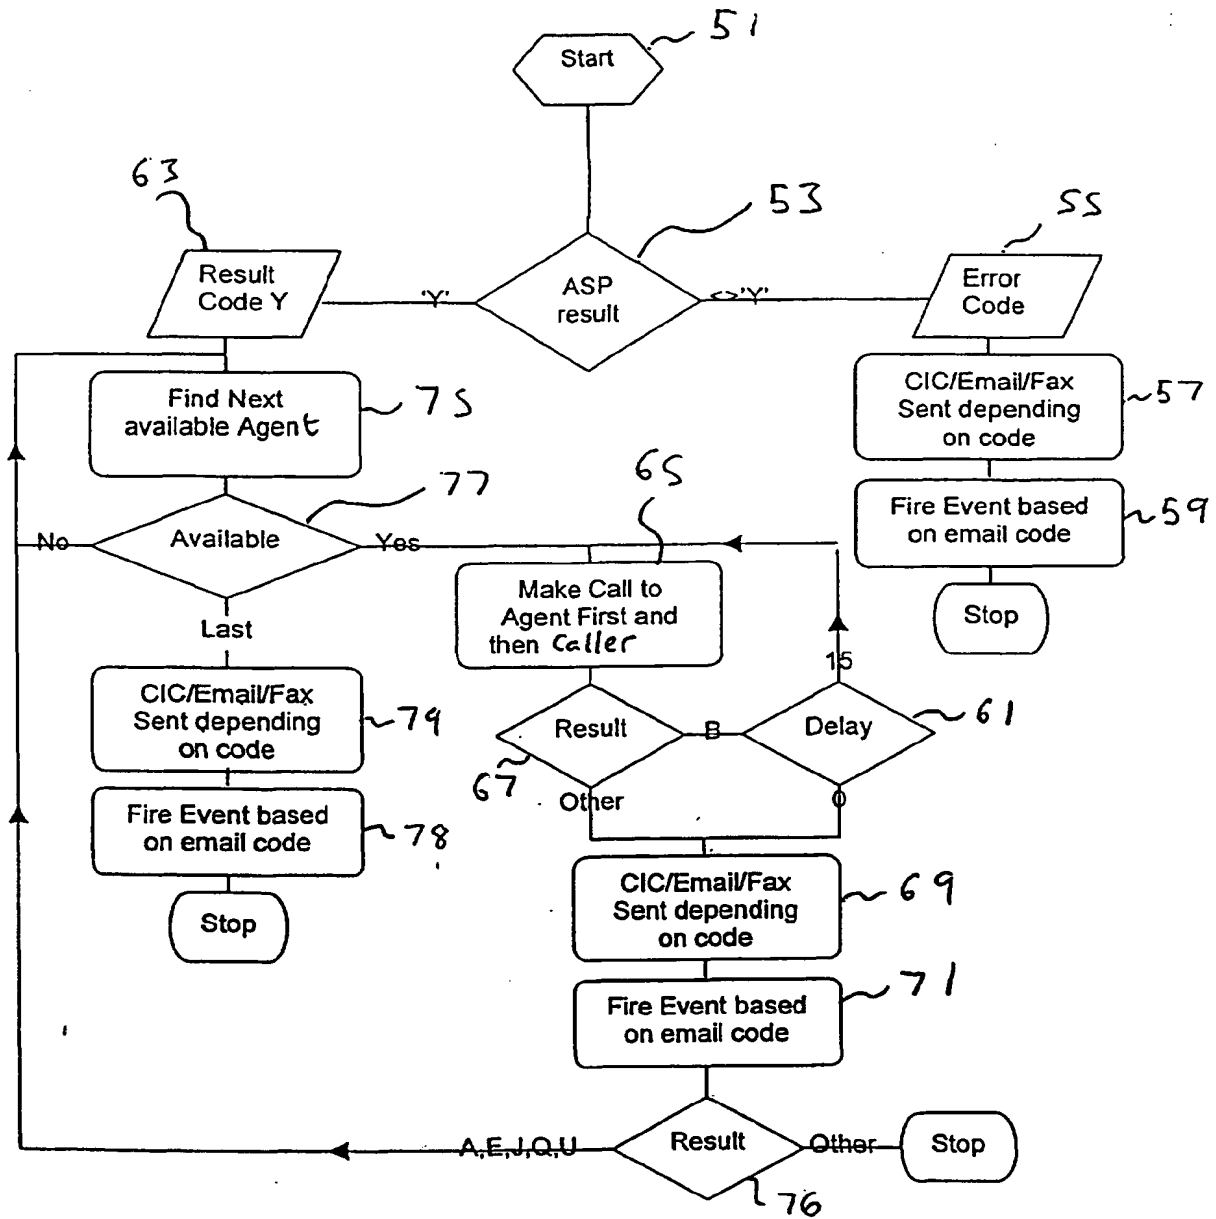 51
Start
63
53
55
Result
Code Y
'Y'
ASP
result
<>'Y'
Error
Code
Find Next
available Agent
75
CIC/Email/Fax
Sent depending
on code
57
65
77
No
Available
Yes
Fire Event based
on email code
59
Make Call to
Agent First and
then Caller
Stop
Last
15
CIC/Email/Fax
Sent depending
on code
79
Result
B
Delay
61
67
Other
0
Fire Event based
on email code
78
CIC/Email/Fax
Sent depending
on code
69
Stop
Fire Event based
on email code
71
A,E,J,Q,U
Result
Other
Stop
76